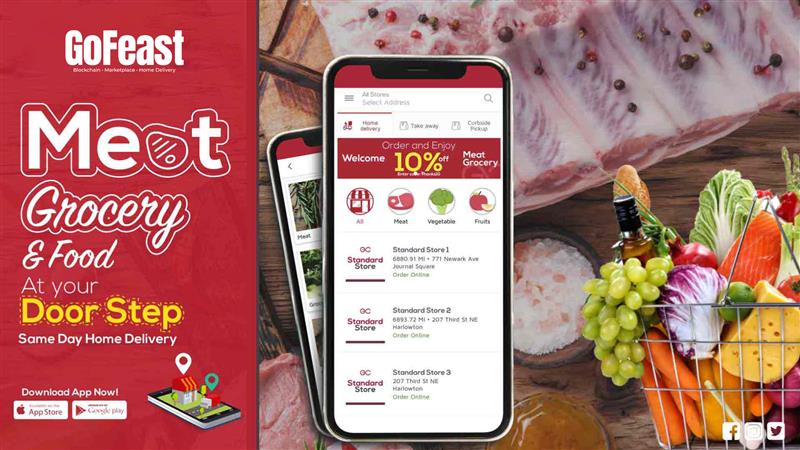 GoFeast
Blockchain - Marketplace - Home Delivery
Meat
Grocery
& Food
At your
Door Step
Same Day Home Delivery
Download App Now!
App Store
Google play
All Stores
Select Address
Home
delivery
Take away
Curbside
Pickup
Welcome
Order and Enjoy
10% off
Meat
Grocery
All
Meat
Vegetable
Fruits
GC
Standard
Store
Standard Store 1
6880.91 MI • 771 Newark Ave
Journal Square
Order Online
GC
Standard
Store
Standard Store 2
6893.72 MI • 207 Third St NE
Harlowton
Order Online
GC
Standard
Store
Standard Store 3
207 Third St NE
Harlowton
Order Online
Meat